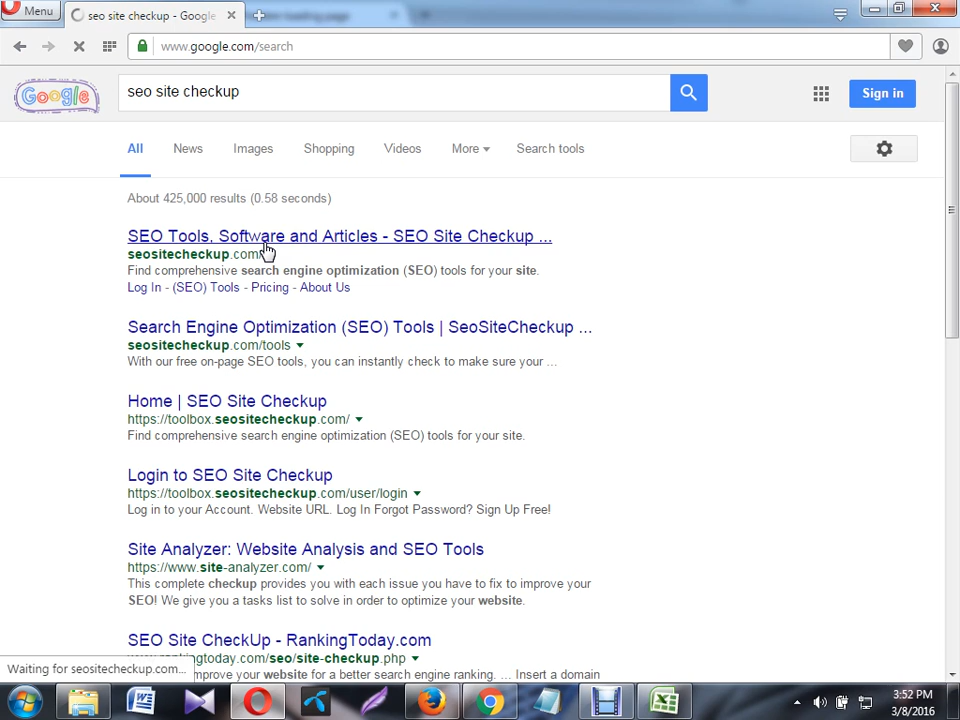 Menu
seo site checkup - Google
www.google.com/search
Google
seo site checkup
Sign in
All
News
Images
Shopping
Videos
More
Search tools
About 425,000 results (0.58 seconds)
SEO Tools, Software and Articles - SEO Site Checkup ...
seositecheckup.com/
Find comprehensive search engine optimization (SEO) tools for your site.
Log In - (SEO) Tools - Pricing - About Us
Search Engine Optimization (SEO) Tools | SeoSiteCheckup ...
seositecheckup.com/tools
With our free on-page SEO tools, you can instantly check to make sure your ...
Home | SEO Site Checkup
https://toolbox.seositecheckup.com/
Find comprehensive search engine optimization (SEO) tools for your site.
Login to SEO Site Checkup
https://toolbox.seositecheckup.com/user/login
Log in to your Account. Website URL. Log In Forgot Password? Sign Up Free!
Site Analyzer: Website Analysis and SEO Tools
https://www.site-analyzer.com/
This complete checkup provides you with each issue you have to fix to improve your
SEO! We give you a tasks list to solve in order to optimize your website.
SEO Site CheckUp - RankingToday.com
www.rankingtoday.com/seo/site-checkup.php
Waiting for seositecheckup.com...
improve your website for a better search engine ranking. ... Insert a domain
3:52 PM
3/8/2016